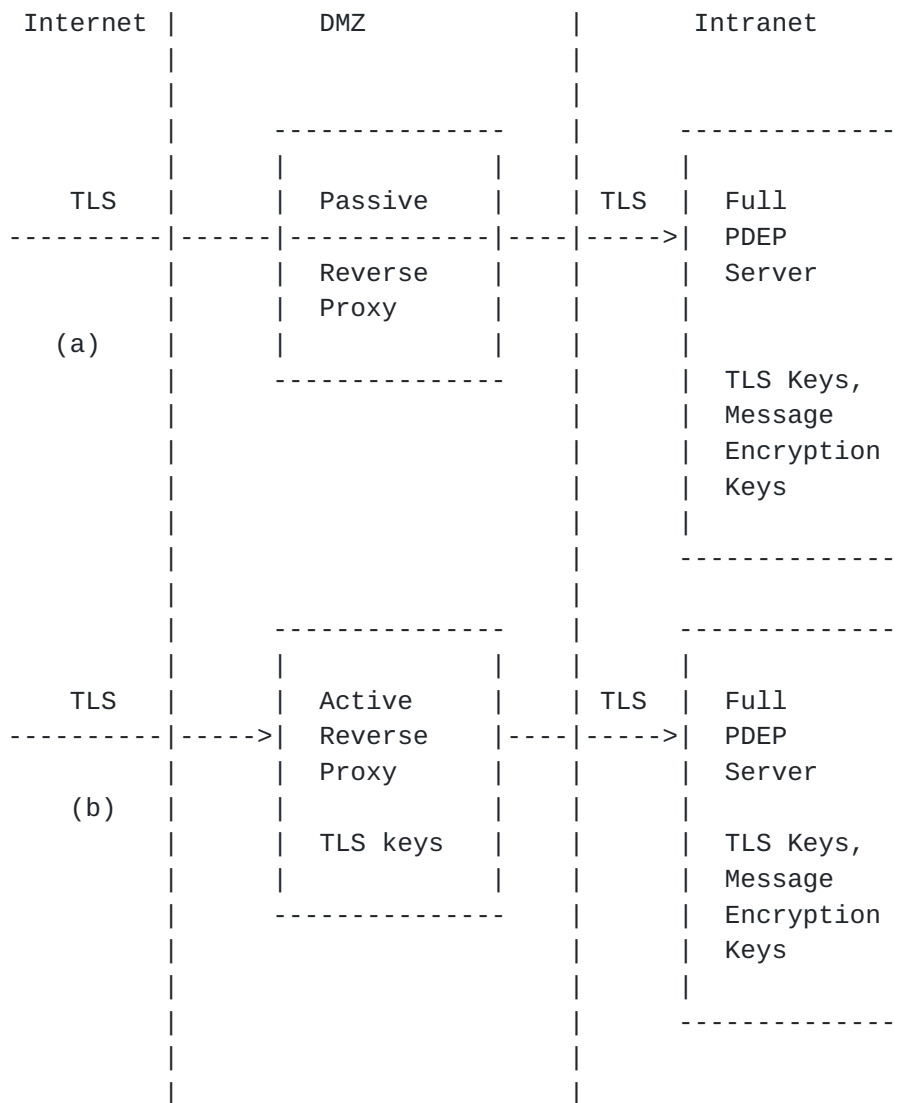 Internet | DMZ | Intranet
TLS | | Passive | | TLS | Full
----------|------|-------------|----|----->| PDEP
Reverse Server
Proxy
(a)
TLS Keys,
Message
Encryption
Keys
TLS | | Active | | TLS | Full
----------|----->| Reverse |----|----->| PDEP
Proxy Server
(b)
TLS keys TLS Keys,
Message
Encryption
Keys